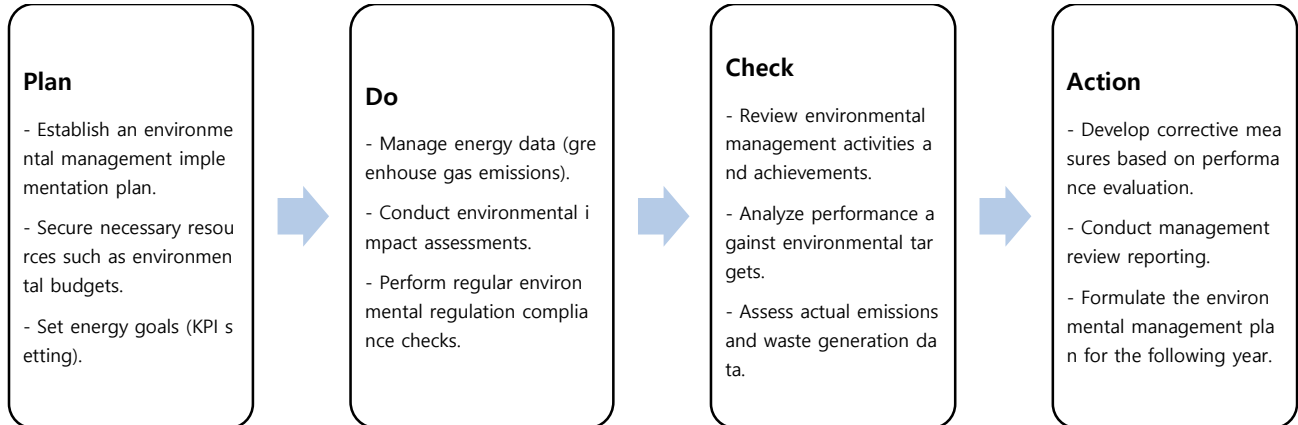 Plan
- Establish an environme
ntal management imple
mentation plan.
- Secure necessary resou
rces such as environmen
tal budgets.
- Set energy goals (KPI s
etting).
Do
- Manage energy data (gre
enhouse gas emissions).
- Conduct environmental i
mpact assessments.
- Perform regular environ
mental regulation complia
nce checks.
Check
- Review environmental
management activities a
nd achievements.
- Analyze performance a
gainst environmental tar
gets.
- Assess actual emissions
and waste generation da
ta.
Action
- Develop corrective mea
sures based on performa
nce evaluation.
- Conduct management
review reporting.
- Formulate the environ
mental management pla
n for the following year.